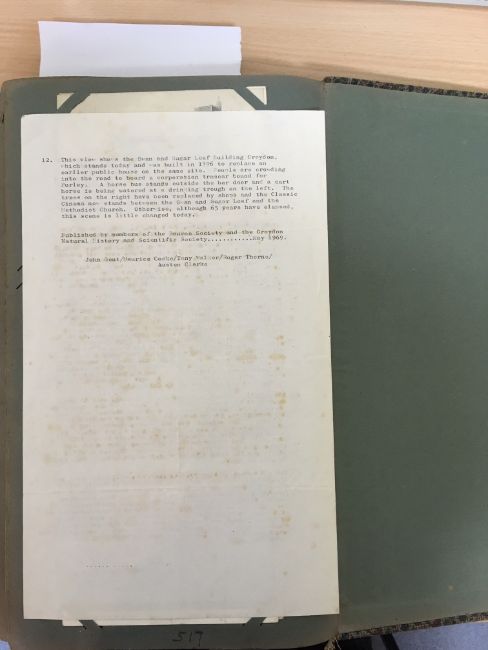 12. This view shows the Swan and Sugar Loaf Building Croydon,
which stands today and was built in 1896 to replace an
earlier public house on the same site. People are crowding
into the road to board a corporation tramcar bound for
Purley. A horse bus stands outside the bar door and a cart
horse is being watered at a drinking trough on the left. The
trees on the right have been replaced by shops and the Classic
Cinema now stands between the Swan and Sugar Loaf and the
Methodist Church. Otherwise, although 63 years have elapsed,
this scene is little changed today.
Published by members of the Bourne Society and the Croydon
Natural History and Scientific Society............May 1969.
John Gent/Maurice Cooke/Tony Walker/Roger Thorne/
Austen Clarke
517